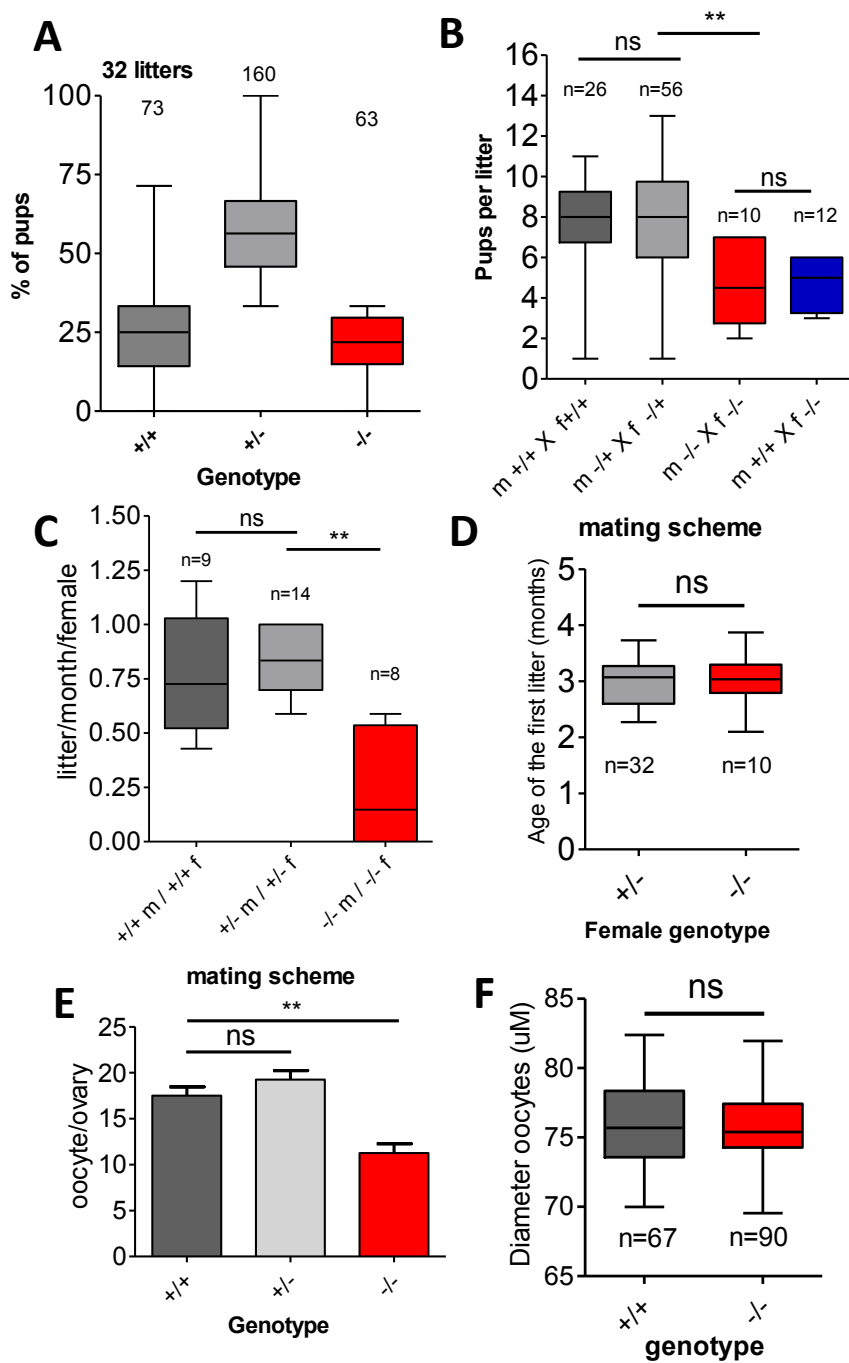 A
32 litters
73
160
63
100
75
50
25
0
% of pups
+/+
+/-
-/-
Genotype
B
ns
**
16
14
12
10
8
6
4
2
0
Pups per litter
n=26
n=56
n=10
n=12
ns
m +/+ X f+/+
m -/+ X f -/+
m -/- X f -/-
m +/+ X f -/-
mating scheme
C
ns
**
1.50
1.25
1.00
0.75
0.50
0.25
0.00
litter/month/female
n=9
n=14
n=8
+/+ m / +/+ f
+/- m / +/- f
-/- m / -/- f
mating scheme
D
ns
5
4
3
2
1
0
Age of the first litter (months)
n=32
n=10
+/-
-/-
Female genotype
E
**
ns
25
20
15
10
5
0
oocyte/ovary
+/+
+/-
-/-
Genotype
F
ns
85
80
75
70
65
Diameter oocytes (uM)
n=67
n=90
+/+
-/-
genotype